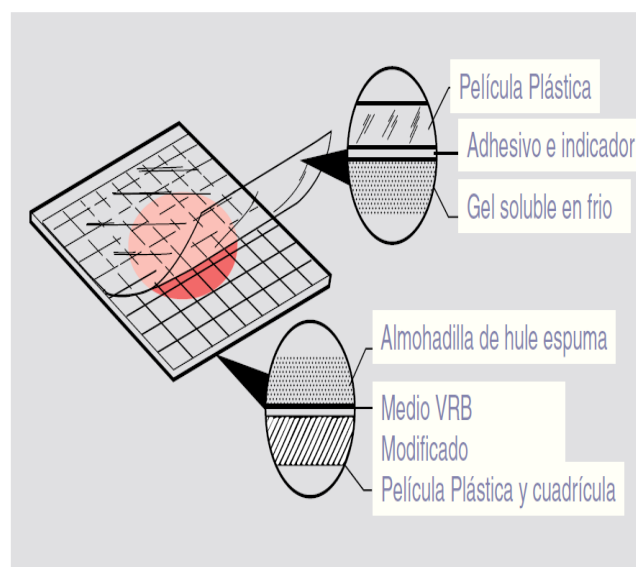 Película Plástica
Adhesivo e indicador
Gel soluble en frio
Almohadilla de hule espuma
Medio VRB
Modificado
Película Plástica y cuadrícula